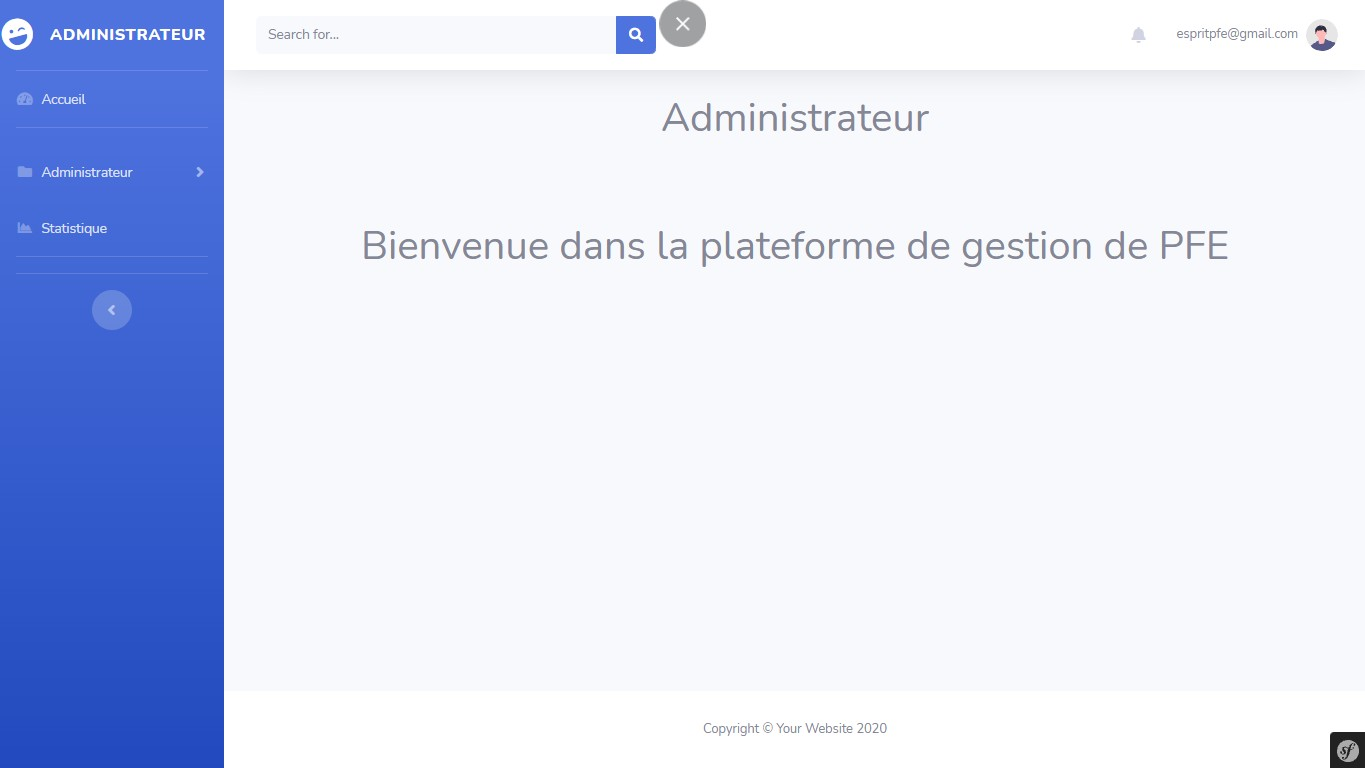 ADMINISTRATEUR
Search for...
espritpfe@gmail.com
Accueil
Administrateur
Statistique
Administrateur
Bienvenue dans la plateforme de gestion de PFE
Copyright © Your Website 2020
sf